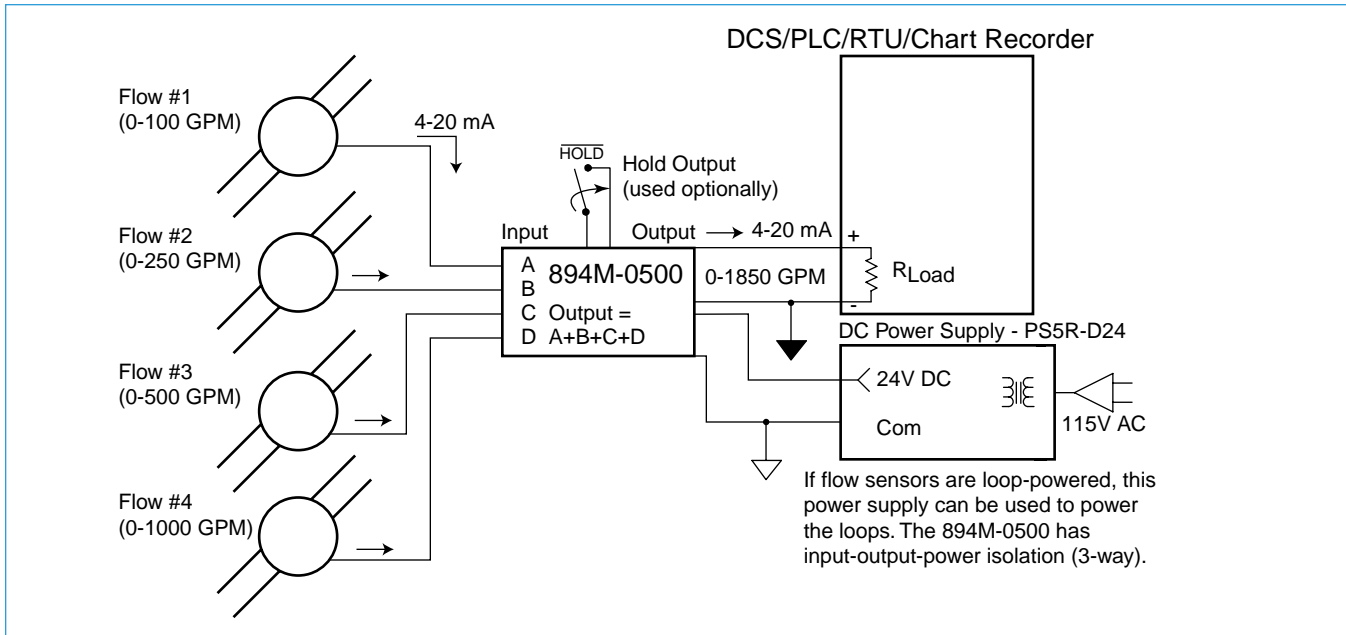 DCS/PLC/RTU/Chart Recorder
Flow #1
(0-100 GPM)
4-20 mA
HOLD
Hold Output
(used optionally)
Flow #2
(0-250 GPM)
Input
Output
4-20 mA
+
A
B
C
D
894M-0500
Output =
A+B+C+D
0-1850 GPM
RLoad
-
DC Power Supply - PS5R-D24
Flow #3
(0-500 GPM)
24V DC
Com
115V AC
Flow #4
(0-1000 GPM)
If flow sensors are loop-powered, this
power supply can be used to power
the loops. The 894M-0500 has
input-output-power isolation (3-way).